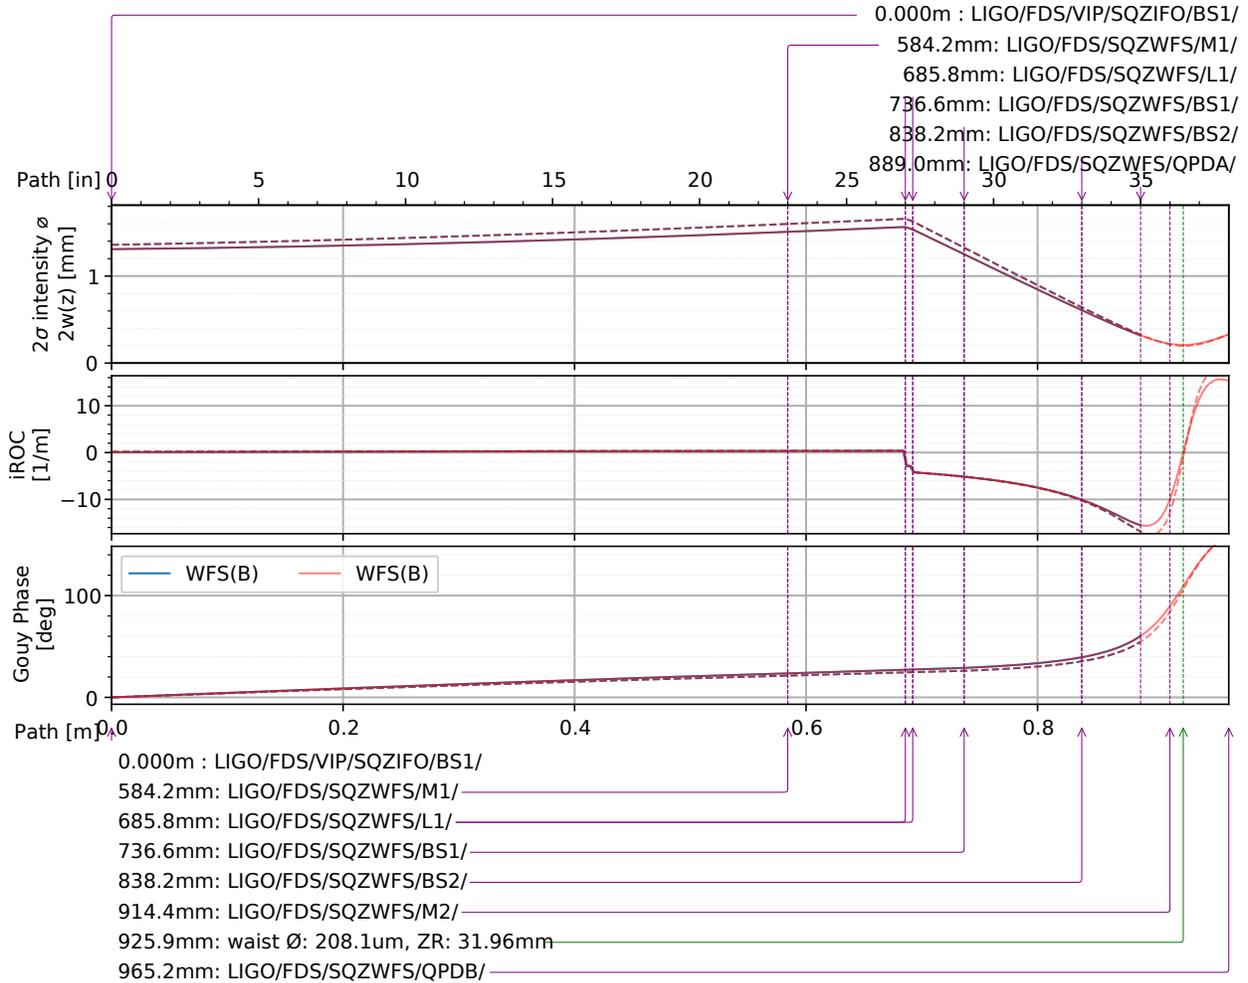 0.000m : LIGO/FDS/VIP/SQZIFO/BS1/
584.2mm: LIGO/FDS/SQZWFS/M1/
685.8mm: LIGO/FDS/SQZWFS/L1/
736.6mm: LIGO/FDS/SQZWFS/BS1/
838.2mm: LIGO/FDS/SQZWFS/BS2/
889.0mm: LIGO/FDS/SQZWFS/QPDA/
Path [in] 0 5 10 15 20 25 30 35
2σ intensity ⌀
2w(z) [mm]
1
0
iROC
[1/m]
10
0
−10
Gouy Phase
[deg]
WFS(B) WFS(B)
100
0
Path [m] 0.0 0.2 0.4 0.6 0.8
0.000m : LIGO/FDS/VIP/SQZIFO/BS1/
584.2mm: LIGO/FDS/SQZWFS/M1/
685.8mm: LIGO/FDS/SQZWFS/L1/
736.6mm: LIGO/FDS/SQZWFS/BS1/
838.2mm: LIGO/FDS/SQZWFS/BS2/
914.4mm: LIGO/FDS/SQZWFS/M2/
925.9mm: waist Ø: 208.1um, ZR: 31.96mm
965.2mm: LIGO/FDS/SQZWFS/QPDB/